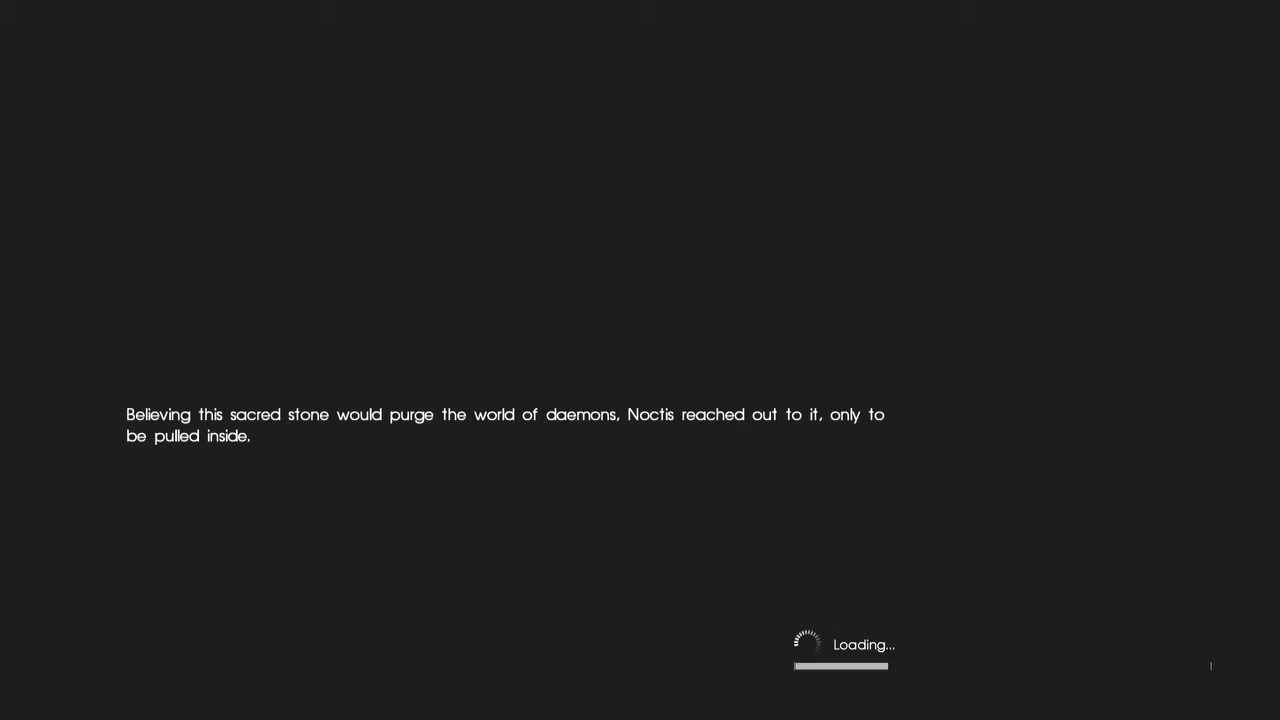 Believing this sacred stone would purge the world of daemons, Noctis reached out to it, only to
be pulled inside.
Loading...